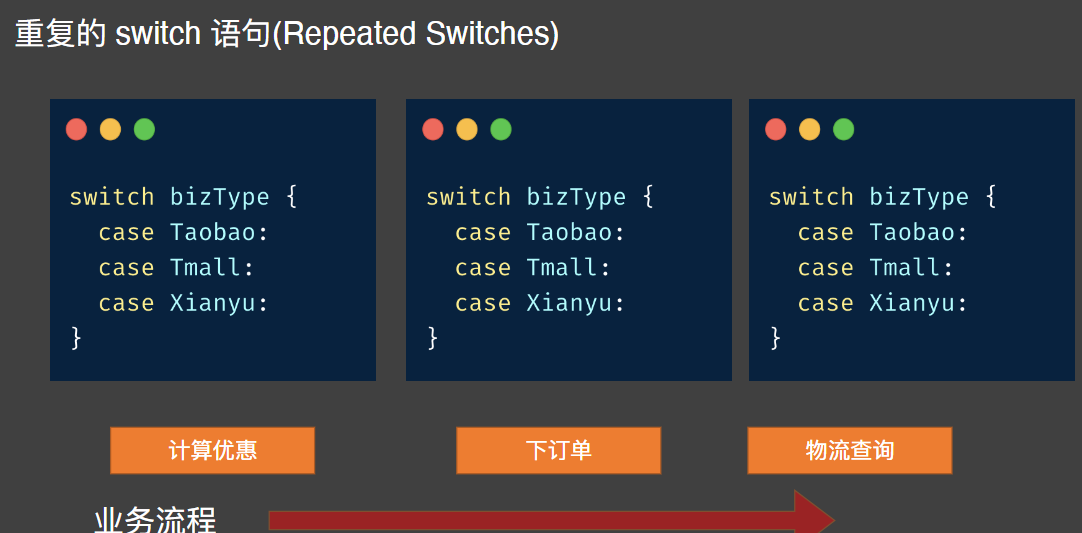 重复的 switch 语句(Repeated Switches)
switch bizType {
case Taobao:
case Tmall:
case Xianyu:
}
switch bizType {
case Taobao:
case Tmall:
case Xianyu:
}
switch bizType {
case Taobao:
case Tmall:
case Xianyu:
}
计算优惠
下订单
物流查询
业务流程